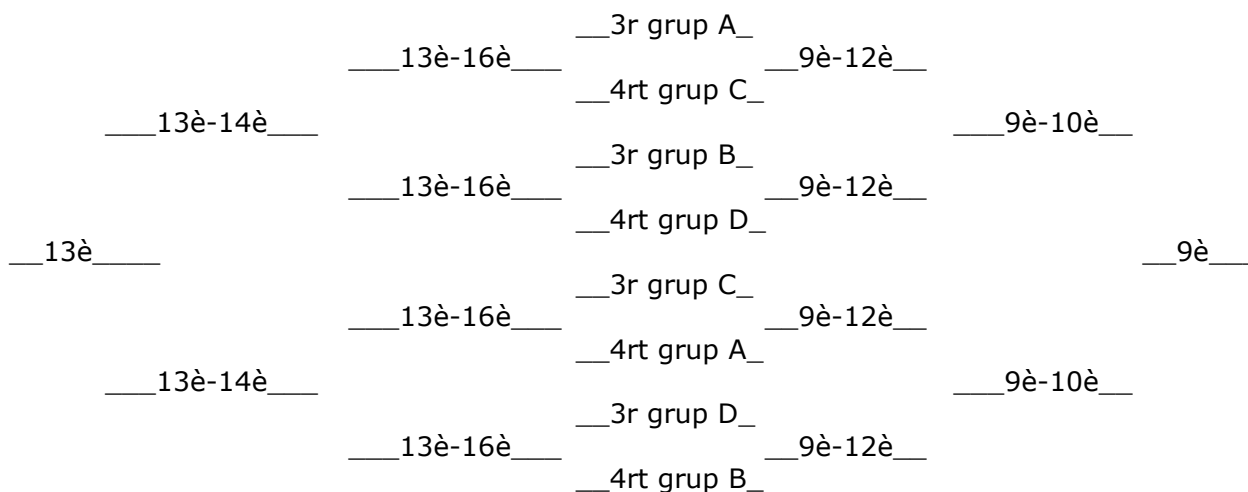 __3r grup A_
___13è-16è___ __9è-12è__
__4rt grup C_
___13è-14è___ ___9è-10è__
__3r grup B_
___13è-16è___ __9è-12è__
__4rt grup D_
__13è____ __9è___
__3r grup C_
___13è-16è___ __9è-12è__
__4rt grup A_
___13è-14è___ ___9è-10è__
__3r grup D_
___13è-16è___ __9è-12è__
__4rt grup B_